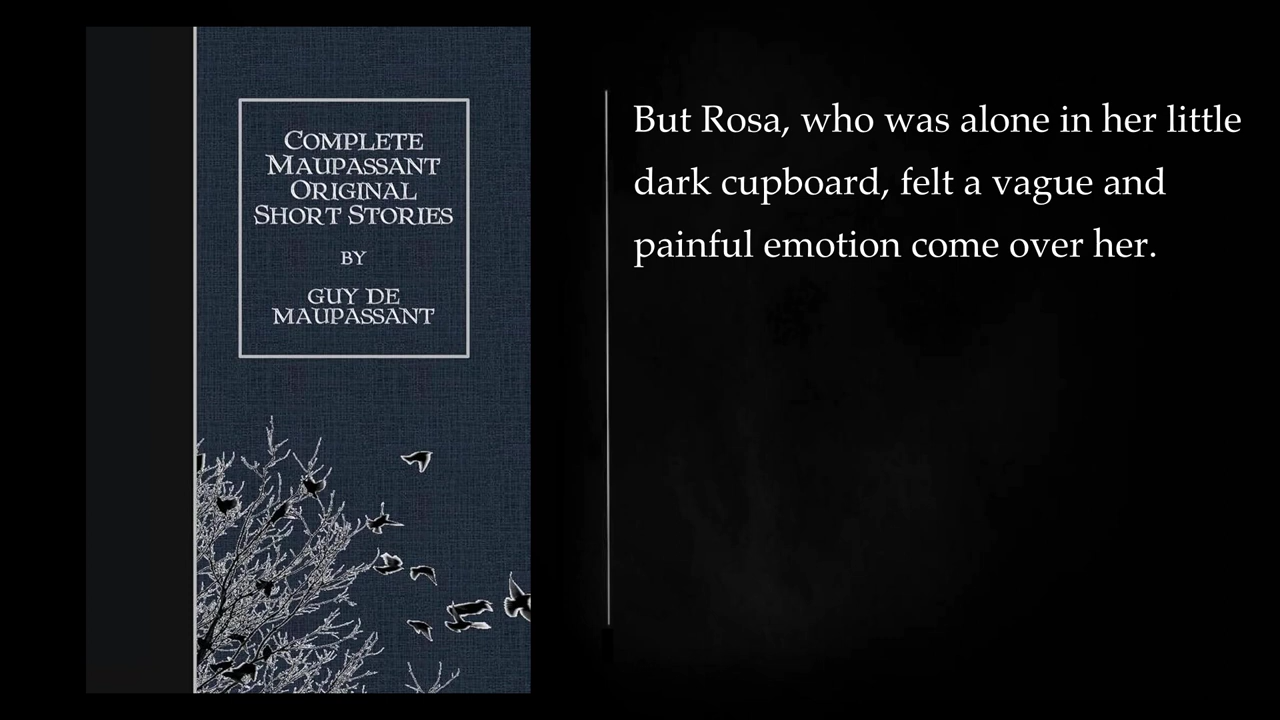 COMPLETE
MAUPASSANT
ORIGINAL
SHORT STORIES
BY
GUY DE
MAUPASSANT
But Rosa, who was alone in her little
dark cupboard, felt a vague and
painful emotion come over her.